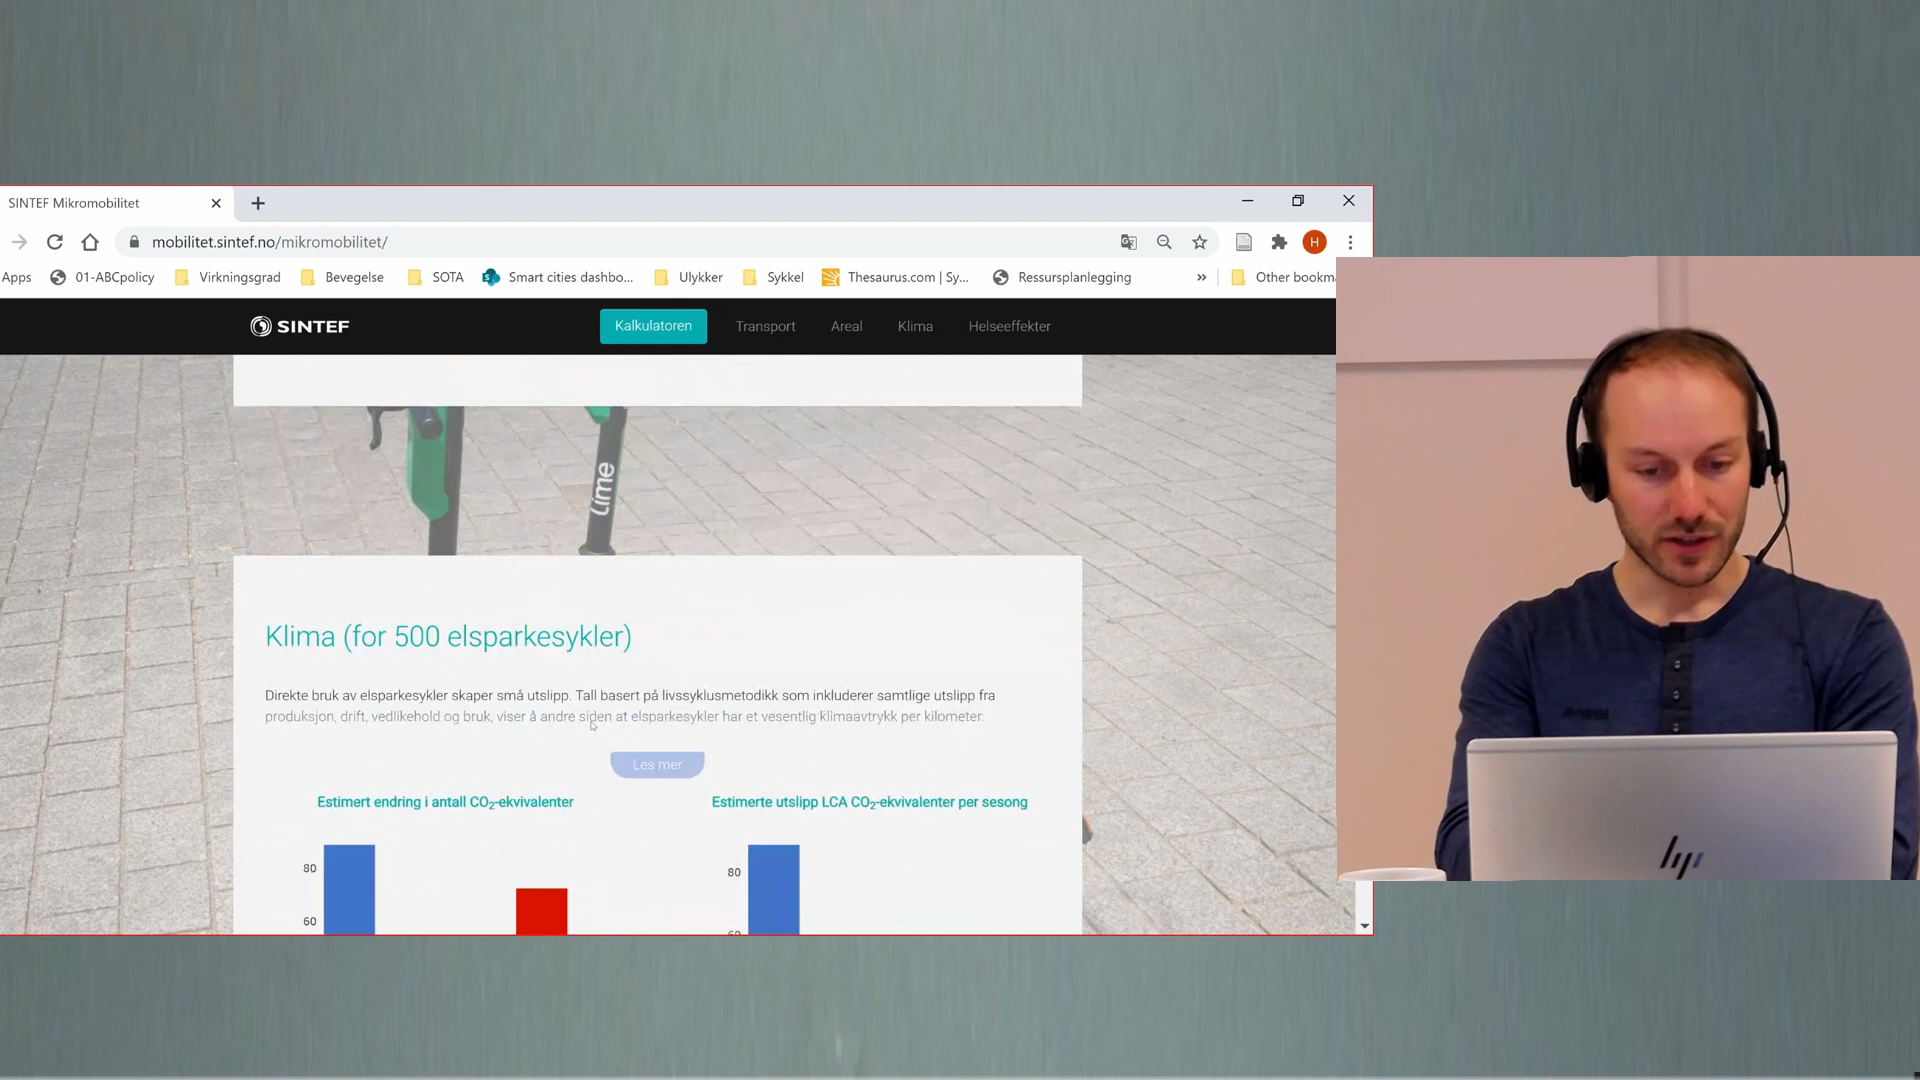 SINTEF Mikromobilitet
mobilitet.sintef.no/mikromobilitet/
H
Apps 01-ABCpolicy Virkningsgrad Bevegelse SOTA Smart cities dashbo... Ulykker Sykkel Thesaurus.com | Sy... Ressursplanlegging » Other bookma
SINTEF Kalkulatoren Transport Areal Klima Helseeffekter
Lime
Klima (for 500 elsparkesykler)
Direkte bruk av elsparkesykler skaper små utslipp. Tall basert på livssyklusmetodikk som inkluderer samtlige utslipp fra
produksjon, drift, vedlikehold og bruk, viser å andre siden at elsparkesykler har et vesentlig klimaavtrykk per kilometer.
Les mer
Estimert endring i antall CO₂-ekvivalenter
80
60
Estimerte utslipp LCA CO₂-ekvivalenter per sesong
80
60
hp